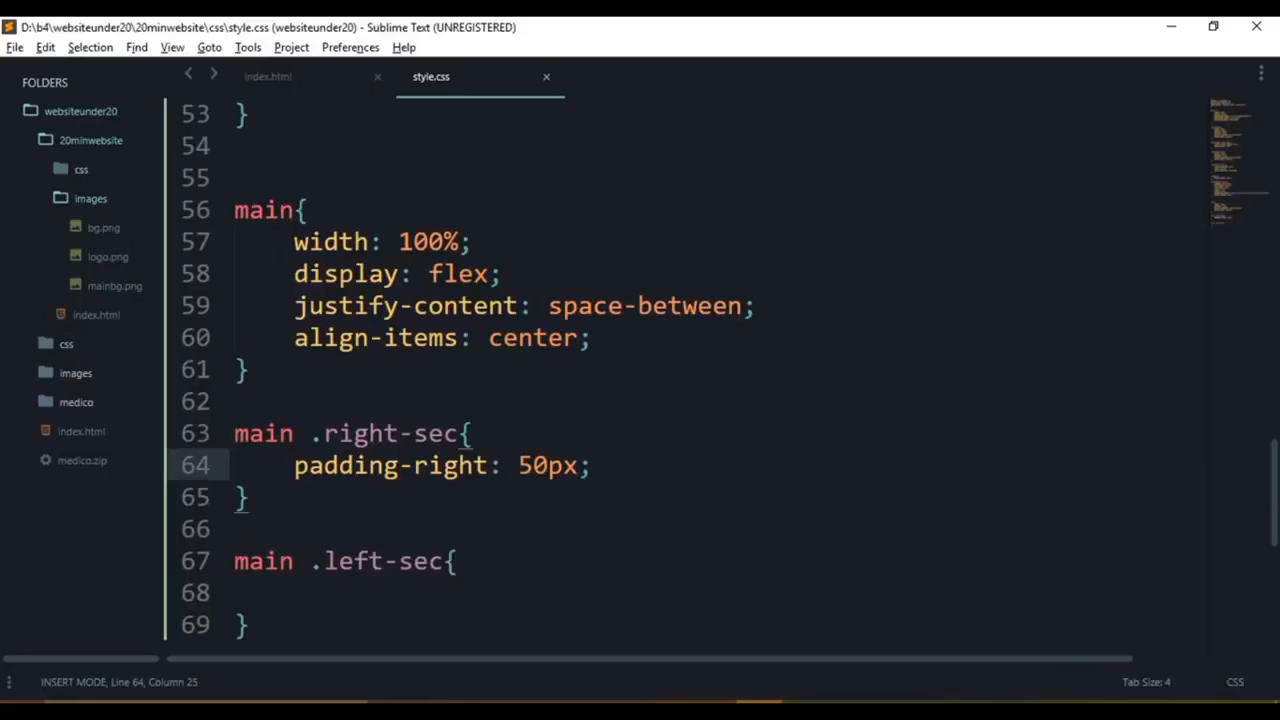 D:\b4\websiteunder20\20minwebsite\css\style.css (websiteunder20) - Sublime Text (UNREGISTERED)
File Edit Selection Find View Goto Tools Project Preferences Help
FOLDERS
websiteunder20
20minwebsite
css
images
bg.png
logo.png
mainbg.png
index.html
css
images
medico
index.html
medico.zip
index.html × style.css ×
53 }
54
55
56 main{
57     width: 100%;
58     display: flex;
59     justify-content: space-between;
60     align-items: center;
61 }
62
63 main .right-sec{
64     padding-right: 50px;
65 }
66
67 main .left-sec{
68
69 }
INSERT MODE, Line 64, Column 25
Tab Size: 4
CSS